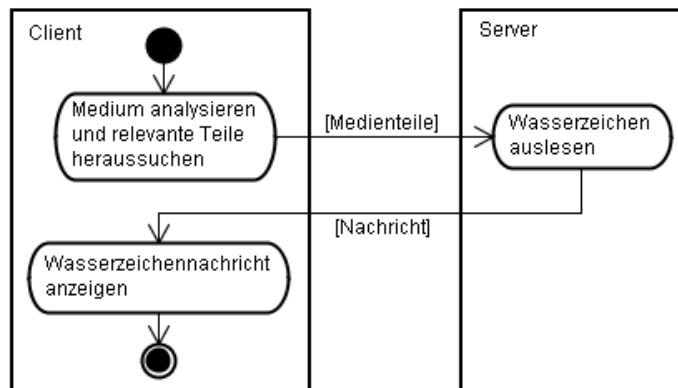 Client
Server
Medium analysieren
und relevante Teile
heraussuchen
[Medienteile]
Wasserzeichen
auslesen
[Nachricht]
Wasserzeichennachricht
anzeigen